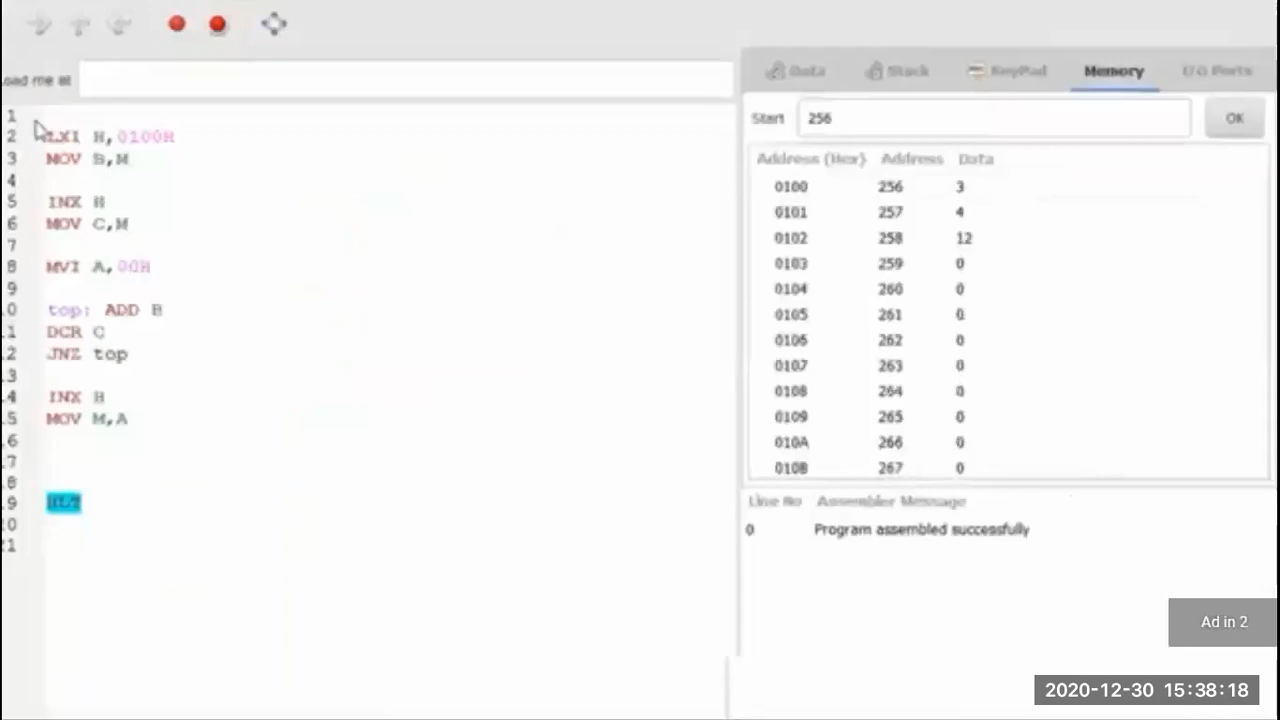 Load me at
1
2 LXI H,0100H
3 MOV B,M
4
5 INX H
6 MOV C,M
7
8 MVI A,00H
9
.0 top: ADD B
.1 DCR C
.2 JNZ top
.3
.4 INX H
.5 MOV M,A
.6
.7
.8
.9 HLT
:0
:1
Data Stack KeyPad Memory I/O Ports
Start 256 OK
Address (Hex) Address Data
0100 256 3
0101 257 4
0102 258 12
0103 259 0
0104 260 0
0105 261 0
0106 262 0
0107 263 0
0108 264 0
0109 265 0
010A 266 0
010B 267 0
Line No Assembler Message
0 Program assembled successfully
Ad in 2
2020-12-30 15:38:18